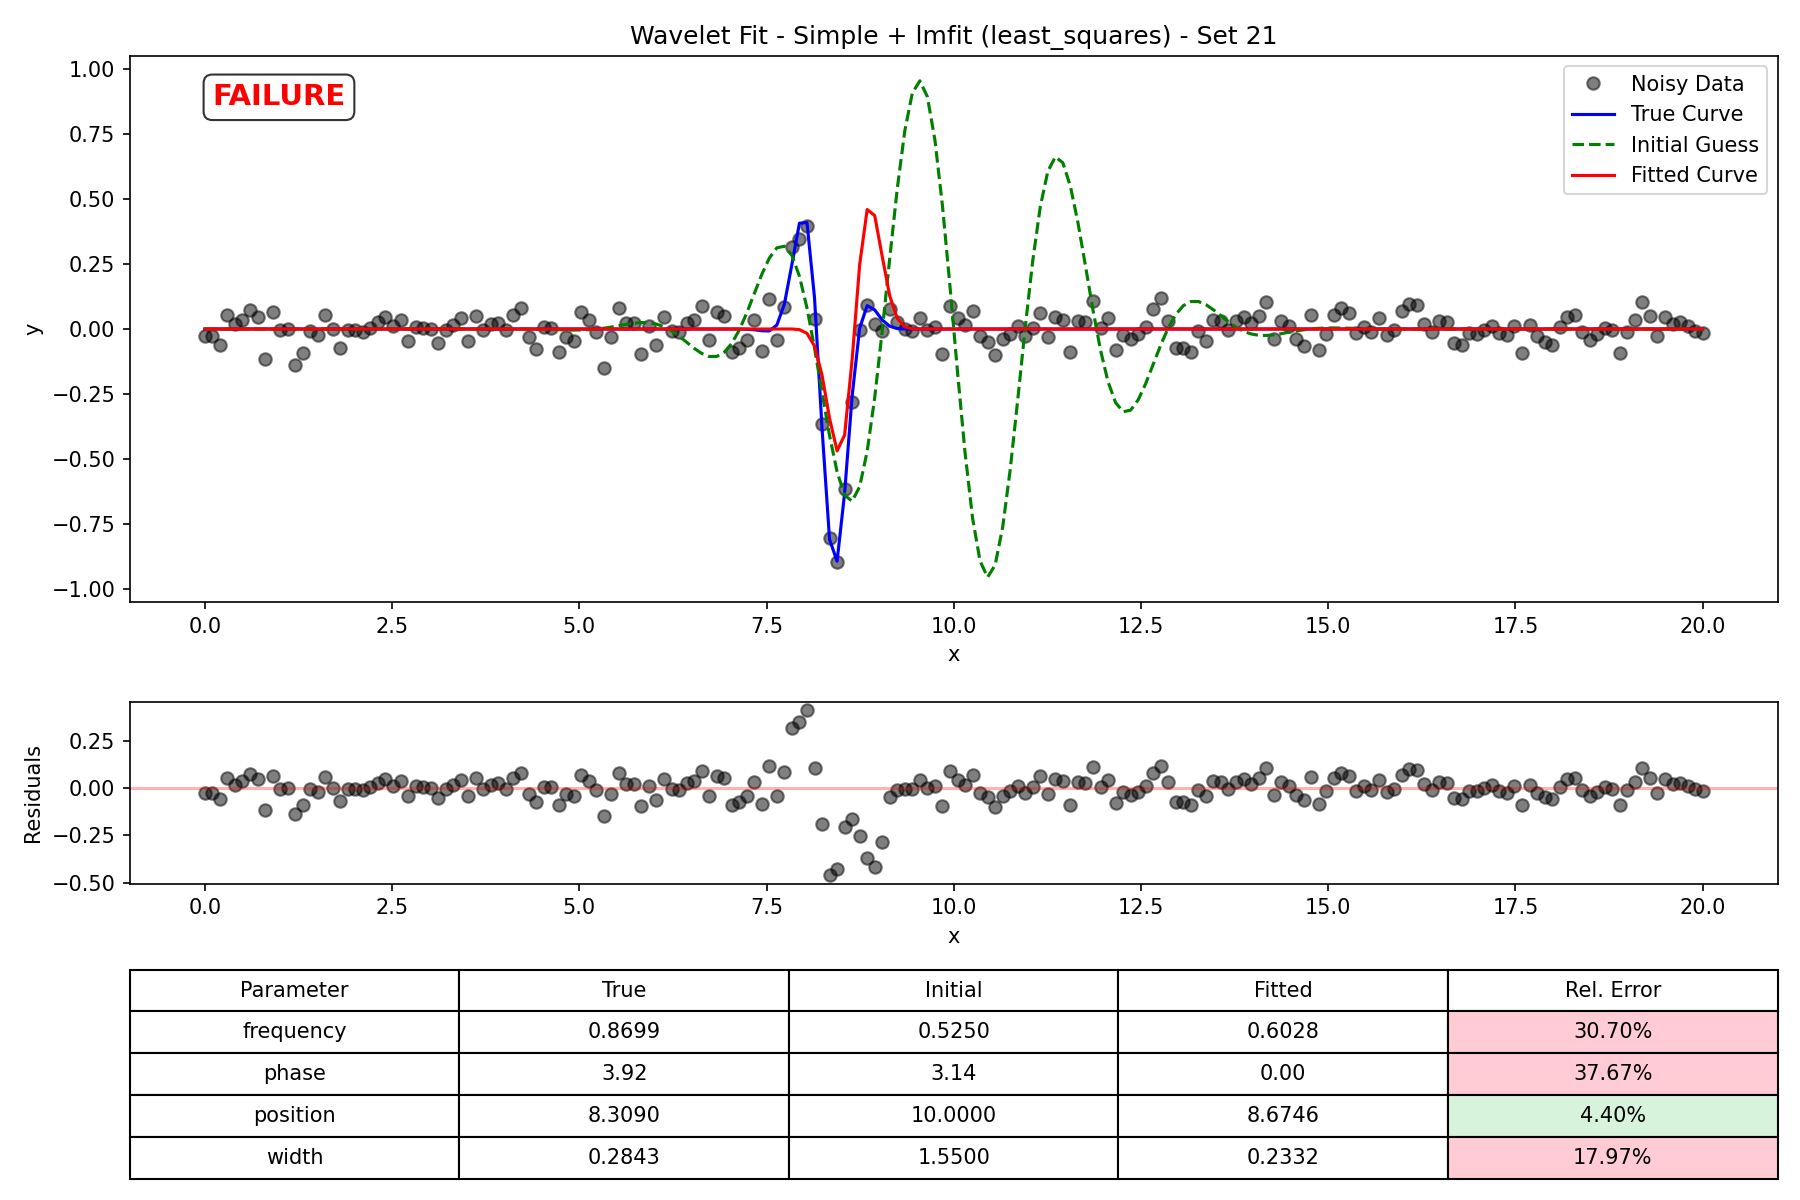 Wavelet Fit - Simple + lmfit (least_squares) - Set 21
FAILURE
Noisy Data
True Curve
Initial Guess
Fitted Curve
1.00
0.75
0.50
0.25
0.00
−0.25
−0.50
−0.75
−1.00
y
0.0 2.5 5.0 7.5 10.0 12.5 15.0 17.5 20.0
x
0.25
0.00
−0.25
−0.50
Residuals
0.0 2.5 5.0 7.5 10.0 12.5 15.0 17.5 20.0
x
Parameter True Initial Fitted Rel. Error
frequency 0.8699 0.5250 0.6028 30.70%
phase 3.92 3.14 0.00 37.67%
position 8.3090 10.0000 8.6746 4.40%
width 0.2843 1.5500 0.2332 17.97%